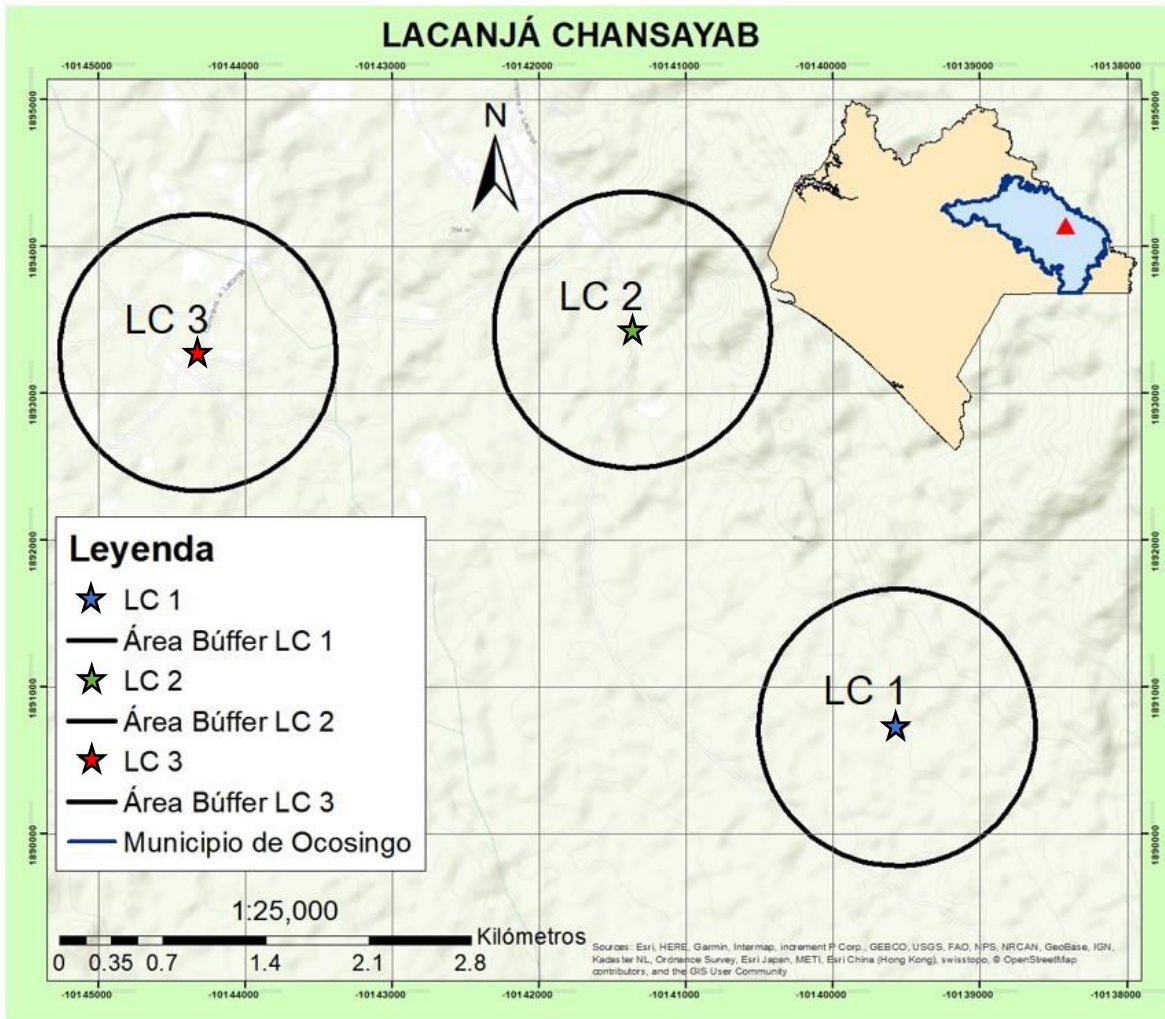 LACANJÁ CHANSAYAB
-10145000 -10144000 -10143000 -10142000 -10141000 -10140000 -10139000 -10138000
1895000
1894000
1893000
1892000
1891000
1890000
1895000
1894000
1893000
1892000
1891000
1890000
N
LC 3
LC 2
LC 1
Leyenda
LC 1
Área Búffer LC 1
LC 2
Área Búffer LC 2
LC 3
Área Búffer LC 3
Municipio de Ocosingo
1:25,000
Kilómetros
0 0.35 0.7 1.4 2.1 2.8
Sources: Esri, HERE, Garmin, Intermap, increment P Corp., GEBCO, USGS, FAO, NPS, NRCAN, GeoBase, IGN,
Kadaster NL, Ordnance Survey, Esri Japan, METI, Esri China (Hong Kong), swisstopo, © OpenStreetMap
contributors, and the GIS User Community
-10145000 -10144000 -10143000 -10142000 -10141000 -10140000 -10139000 -10138000